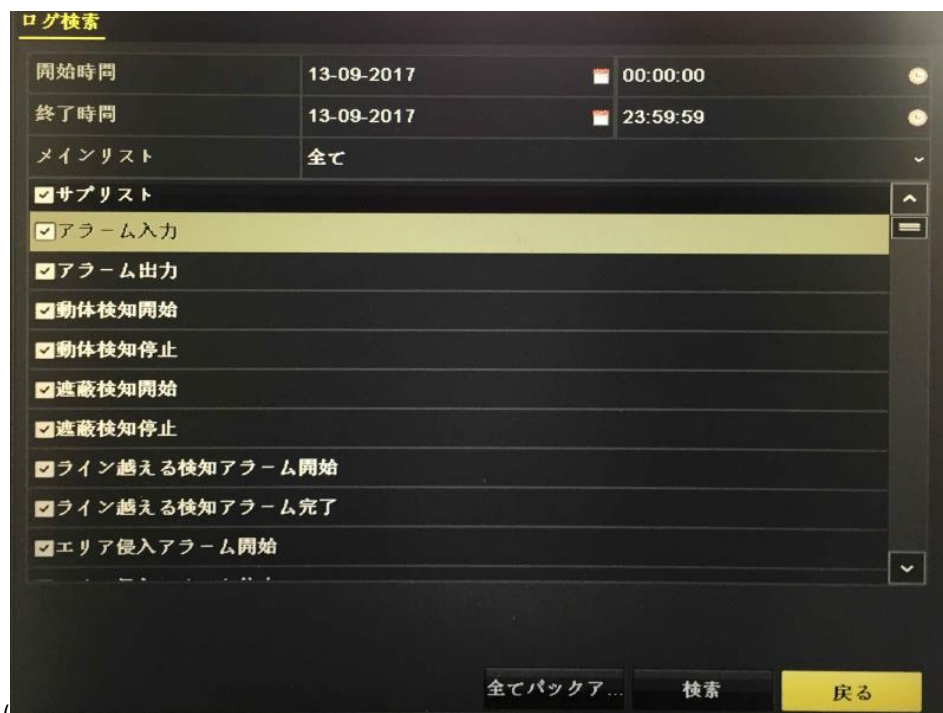 ログ検索
開始時間 13-09-2017 00:00:00
終了時間 13-09-2017 23:59:59
メインリスト 全て
サプリスト
アラーム入力
アラーム出力
動体検知開始
動体検知停止
遮蔽検知開始
遮蔽検知停止
ライン越える検知アラーム開始
ライン越える検知アラーム完了
エリア侵入アラーム開始
全てバックア... 検索 戻る
(